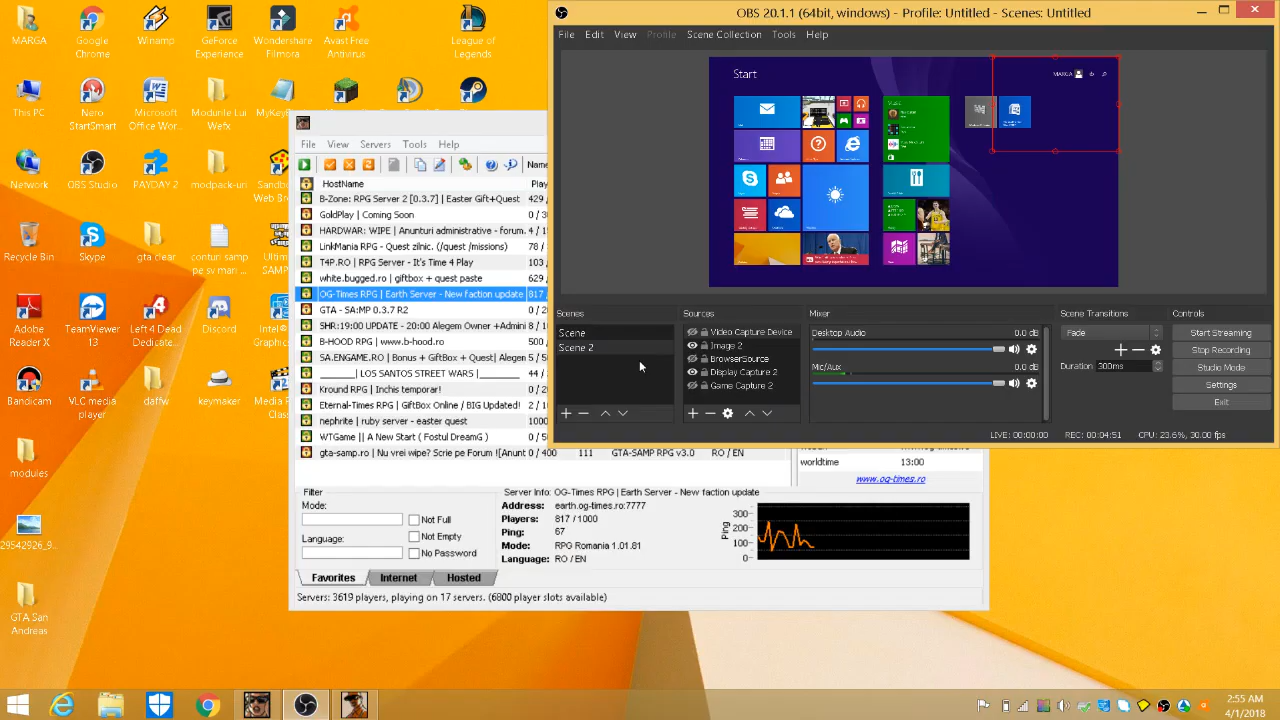 MARGA
Google Chrome
Winamp
GeForce Experience
Wondershare Filmora
Avast Free Antivirus
League of Legends
This PC
Nero StartSmart
Microsoft Office Wor...
Modurile Lui Wefx
Network
OBS Studio
PAYDAY 2
modpack-uri
Recycle Bin
Skype
gta clear
conturi samp pe sv mari ...
Adobe Reader X
TeamViewer 13
Left 4 Dead
Discord
Bandicam
VLC media player
daffw
keymaker
modules
29542926_9...
GTA San Andreas
File View Servers Tools Help
HostName
B-Zone: RPG Server 2 [0.3.7] | Easter Gift+Quest 429 /
GoldPlay | Coming Soon
HARDWAR: WIPE | Anunturi administrative - forum.
LinkMania RPG - Quest zilnic. (/quest /missions) 78 /
T4P.RO | RPG Server - It's Time 4 Play 103
white.bugged.ro | giftbox + quest paste 629
OG-Times RPG | Earth Server - New faction update 817
GTA - SA:MP 0.3.7 R2
SHR:19:00 UPDATE - 20:00 Alegem Owner +Admini
B-HOOD RPG | www.b-hood.ro
SA.ENGAME.RO | Bonus + GiftBox + Quest| Alegem
________| LOS SANTOS STREET WARS |________ 44 /
Kround RPG | Inchis temporar!
Eternal-Times RPG | GiftBox Online / BIG Updated!
nephrite | ruby server - easter quest 1000
WTGame || A New Start ( Fostul DreamG )
gta-samp.ro | Nu vrei wipe? Scrie pe Forum ![Anunt 0 / 400 111 GTA-SAMP RPG v3.0 RO / EN
worldtime 13:00
www.og-times.ro
Filter
Mode:
Not Full
Not Empty
Language:
No Password
Server Info: OG-Times RPG | Earth Server - New faction update
Address: earth.og-times.ro:7777
Players: 817 / 1000
Ping: 67
Mode: RPG Romania 1.01.81
Language: RO / EN
Ping
300
200
100
0
Favorites Internet Hosted
Servers: 3619 players, playing on 17 servers. (6800 player slots available)
OBS 20.1.1 (64bit, windows) - Profile: Untitled - Scenes: Untitled
File Edit View Profile Scene Collection Tools Help
Start
MARGA
Scenes
Scene
Scene 2
Sources
Video Capture Device
Image 2
BrowserSource
Display Capture 2
Game Capture 2
Mixer
Desktop Audio 0.0 dB
Mic/Aux 0.0 dB
Scene Transitions
Fade
Duration 300ms
Controls
Start Streaming
Stop Recording
Studio Mode
Settings
Exit
LIVE: 00:00:00 REC: 00:04:51 CPU: 23.6%, 30.00 fps
2:55 AM
4/1/2018